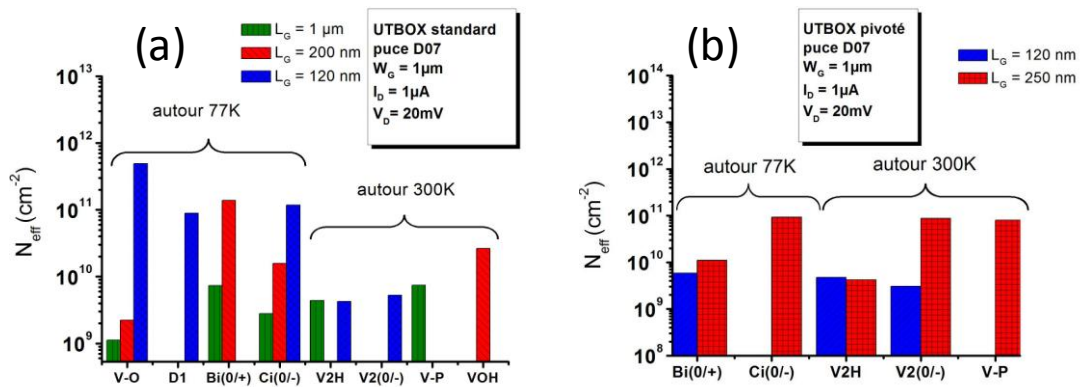 (a)
L_G = 1 µm
L_G = 200 nm
L_G = 120 nm
UTBOX standard
puce D07
W_G = 1µm
I_D = 1µA
V_D= 20mV
10^13
10^12
10^11
10^10
10^9
N_eff (cm^-2)
autour 77K
autour 300K
V-O D1 Bi(0/+) Ci(0/-) V2H V2(0/-) V-P VOH
(b)
UTBOX pivoté
puce D07
W_G = 1µm
I_D = 1µA
V_D= 20mV
L_G = 120 nm
L_G = 250 nm
10^14
10^13
10^12
10^11
10^10
10^9
10^8
N_eff (cm^-2)
autour 77K
autour 300K
Bi(0/+) Ci(0/-) V2H V2(0/-) V-P